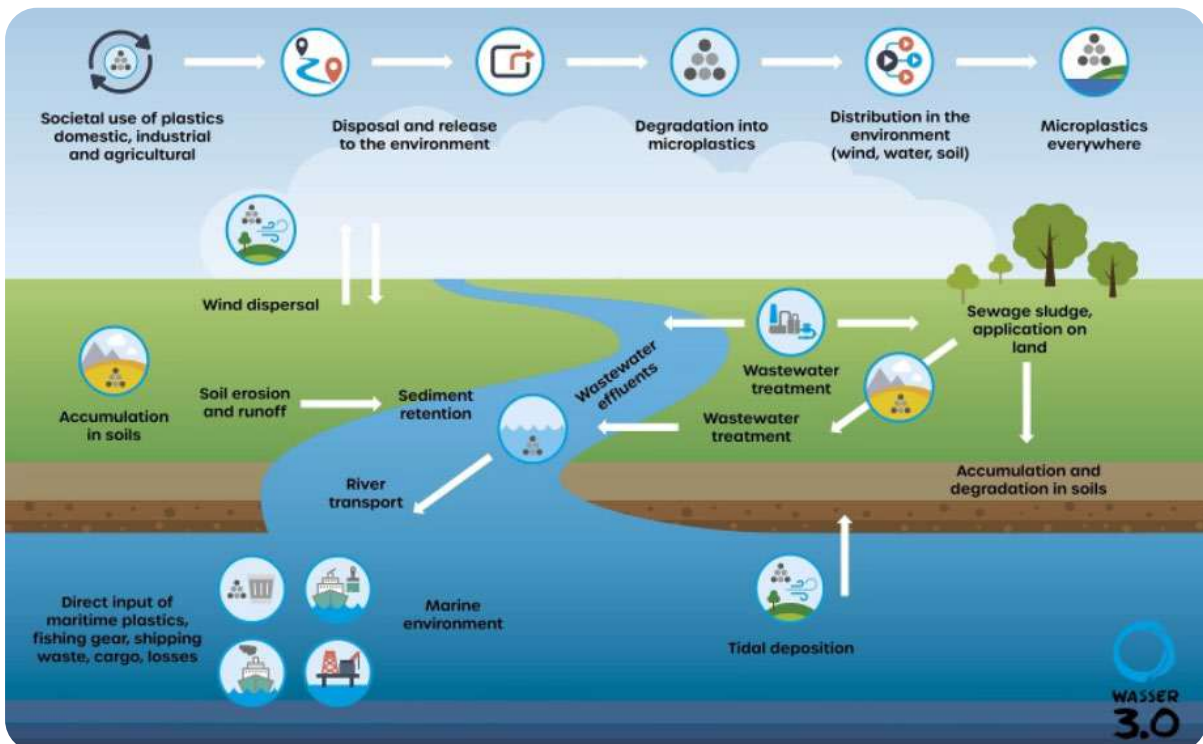 Societal use of plastics
domestic, industrial
and agricultural
Disposal and release
to the environment
Degradation into
microplastics
Distribution in the
environment
(wind, water, soil)
Microplastics
everywhere
Wind dispersal
Sewage sludge,
application on
land
Wastewater
effluents
Wastewater
treatment
Accumulation
in soils
Soil erosion
and runoff
Sediment
retention
Wastewater
treatment
River
transport
Accumulation and
degradation in soils
Direct input of
maritime plastics,
fishing gear, shipping
waste, cargo, losses
Marine
environment
Tidal deposition
WASSER
3.0